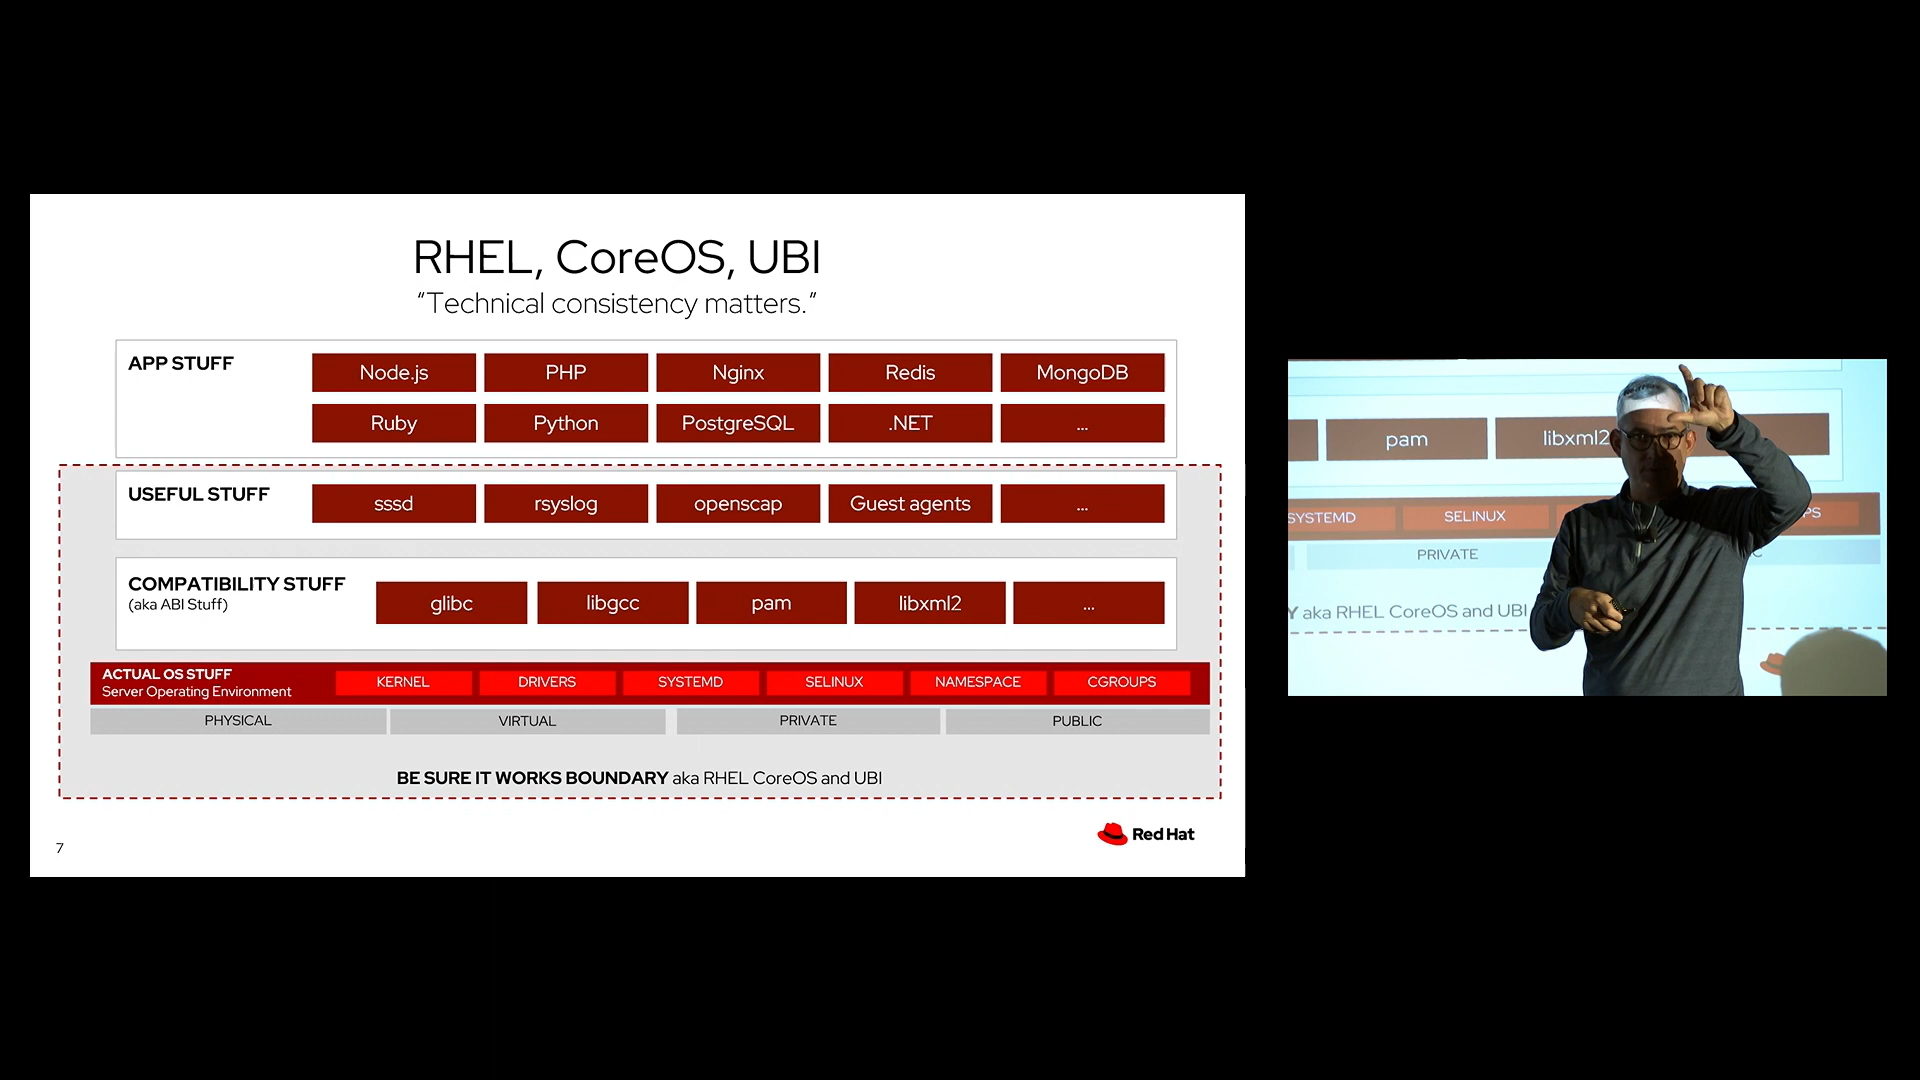 RHEL, CoreOS, UBI
“Technical consistency matters.”
APP STUFF
Node.js PHP Nginx Redis MongoDB
Ruby Python PostgreSQL .NET ...
USEFUL STUFF sssd rsyslog openscap Guest agents ...
COMPATIBILITY STUFF
(aka ABI Stuff)
glibc libgcc pam libxml2 ...
ACTUAL OS STUFF
Server Operating Environment
KERNEL DRIVERS SYSTEMD SELINUX NAMESPACE CGROUPS
PHYSICAL VIRTUAL PRIVATE PUBLIC
BE SURE IT WORKS BOUNDARY aka RHEL CoreOS and UBI
Red Hat
7
pam libxml2
SYSTEMD SELINUX PS
PRIVATE C
Y aka RHEL CoreOS and UBI